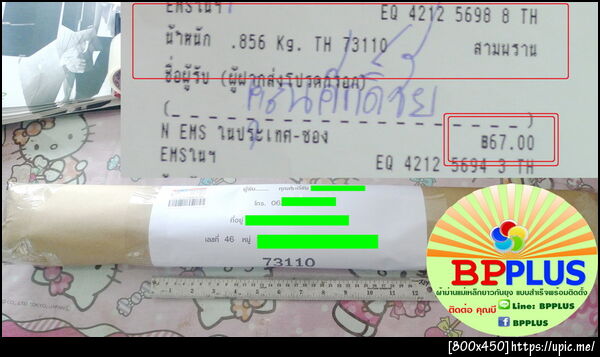 EMSในฯ
EQ 4212 5698 8 TH
น้ำหนัก .856 Kg. TH 73110 สามพราน
ชื่อผู้รับ (ผู้ฝากส่งโปรดกรอก)
คุณศักดิ์ชัย
(_ _ _ _ _ _ _ _ _ _ _ _ _ _ _ _ _ _ _)
N EMS ในประเทศ-ซอง ฿67.00
EMSในฯ EQ 4212 5694 3 TH
โทร. 06
ที่อยู่
เลขที่ 46 หมู่
73110
BPPLUS
ผ้าม่านแม่เหล็กยาวกันยุง แบบสำเร็จพร้อมติดตั้ง
ติดต่อ คุณบี Line: BPPLUS
BPPLUS
[800x450] https://upic.me/